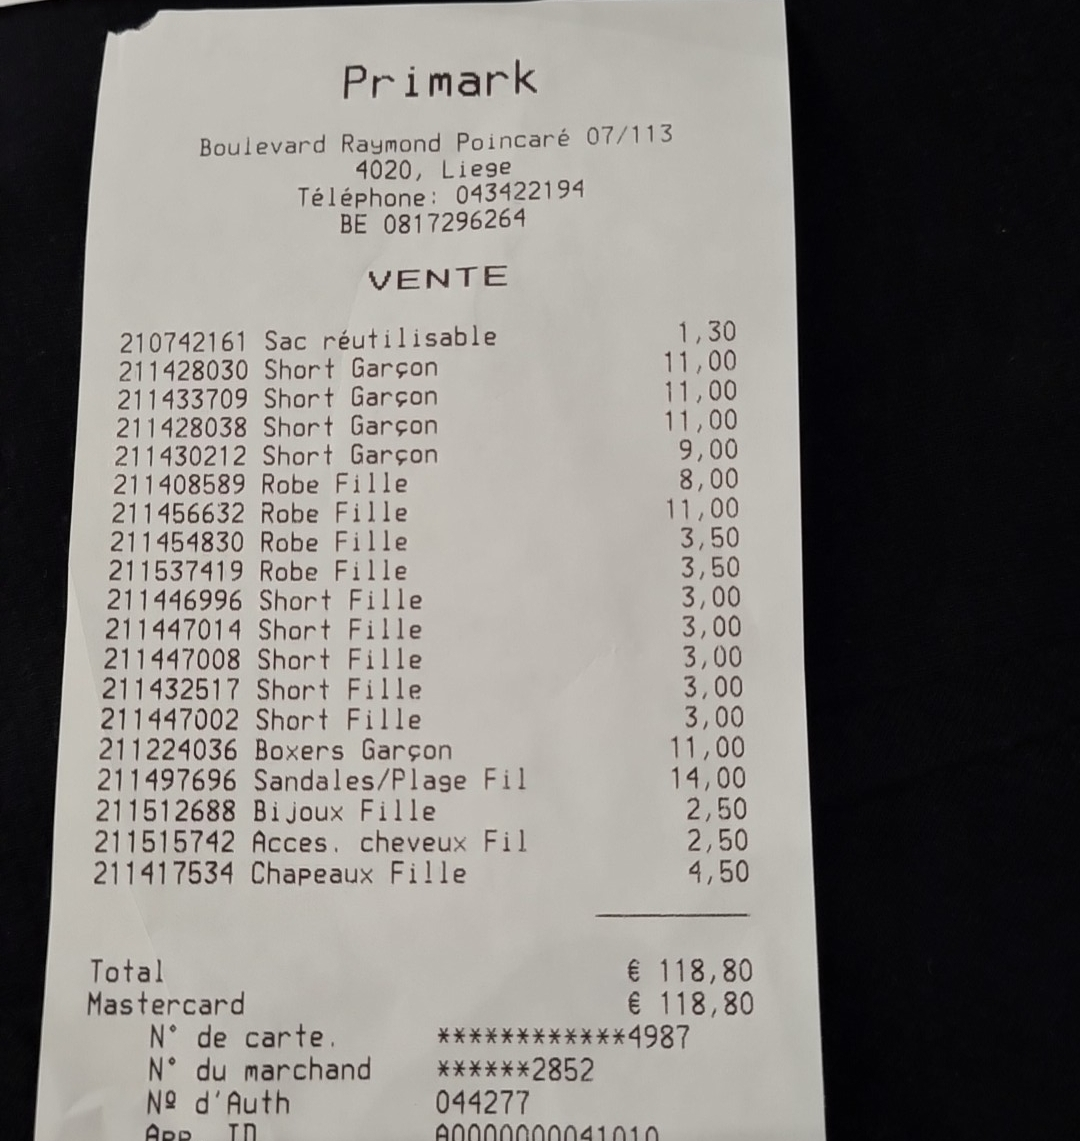 Primark
Boulevard Raymond Poincaré 07/113
4020, Liege
Téléphone: 043422194
BE 0817296264
VENTE
210742161 Sac réutilisable 1,30
211428030 Short Garçon 11,00
211433709 Short Garçon 11,00
211428038 Short Garçon 11,00
211430212 Short Garçon 9,00
211408589 Robe Fille 8,00
211456632 Robe Fille 11,00
211454830 Robe Fille 3,50
211537419 Robe Fille 3,50
211446996 Short Fille 3,00
211447014 Short Fille 3,00
211447008 Short Fille 3,00
211432517 Short Fille 3,00
211447002 Short Fille 3,00
211224036 Boxers Garçon 11,00
211497696 Sandales/Plage Fil 14,00
211512688 Bijoux Fille 2,50
211515742 Acces. cheveux Fil 2,50
211417534 Chapeaux Fille 4,50
Total € 118,80
Mastercard € 118,80
N° de carte. ************4987
N° du marchand ******2852
Nº d'Auth 044277
App. ID A0000000041010